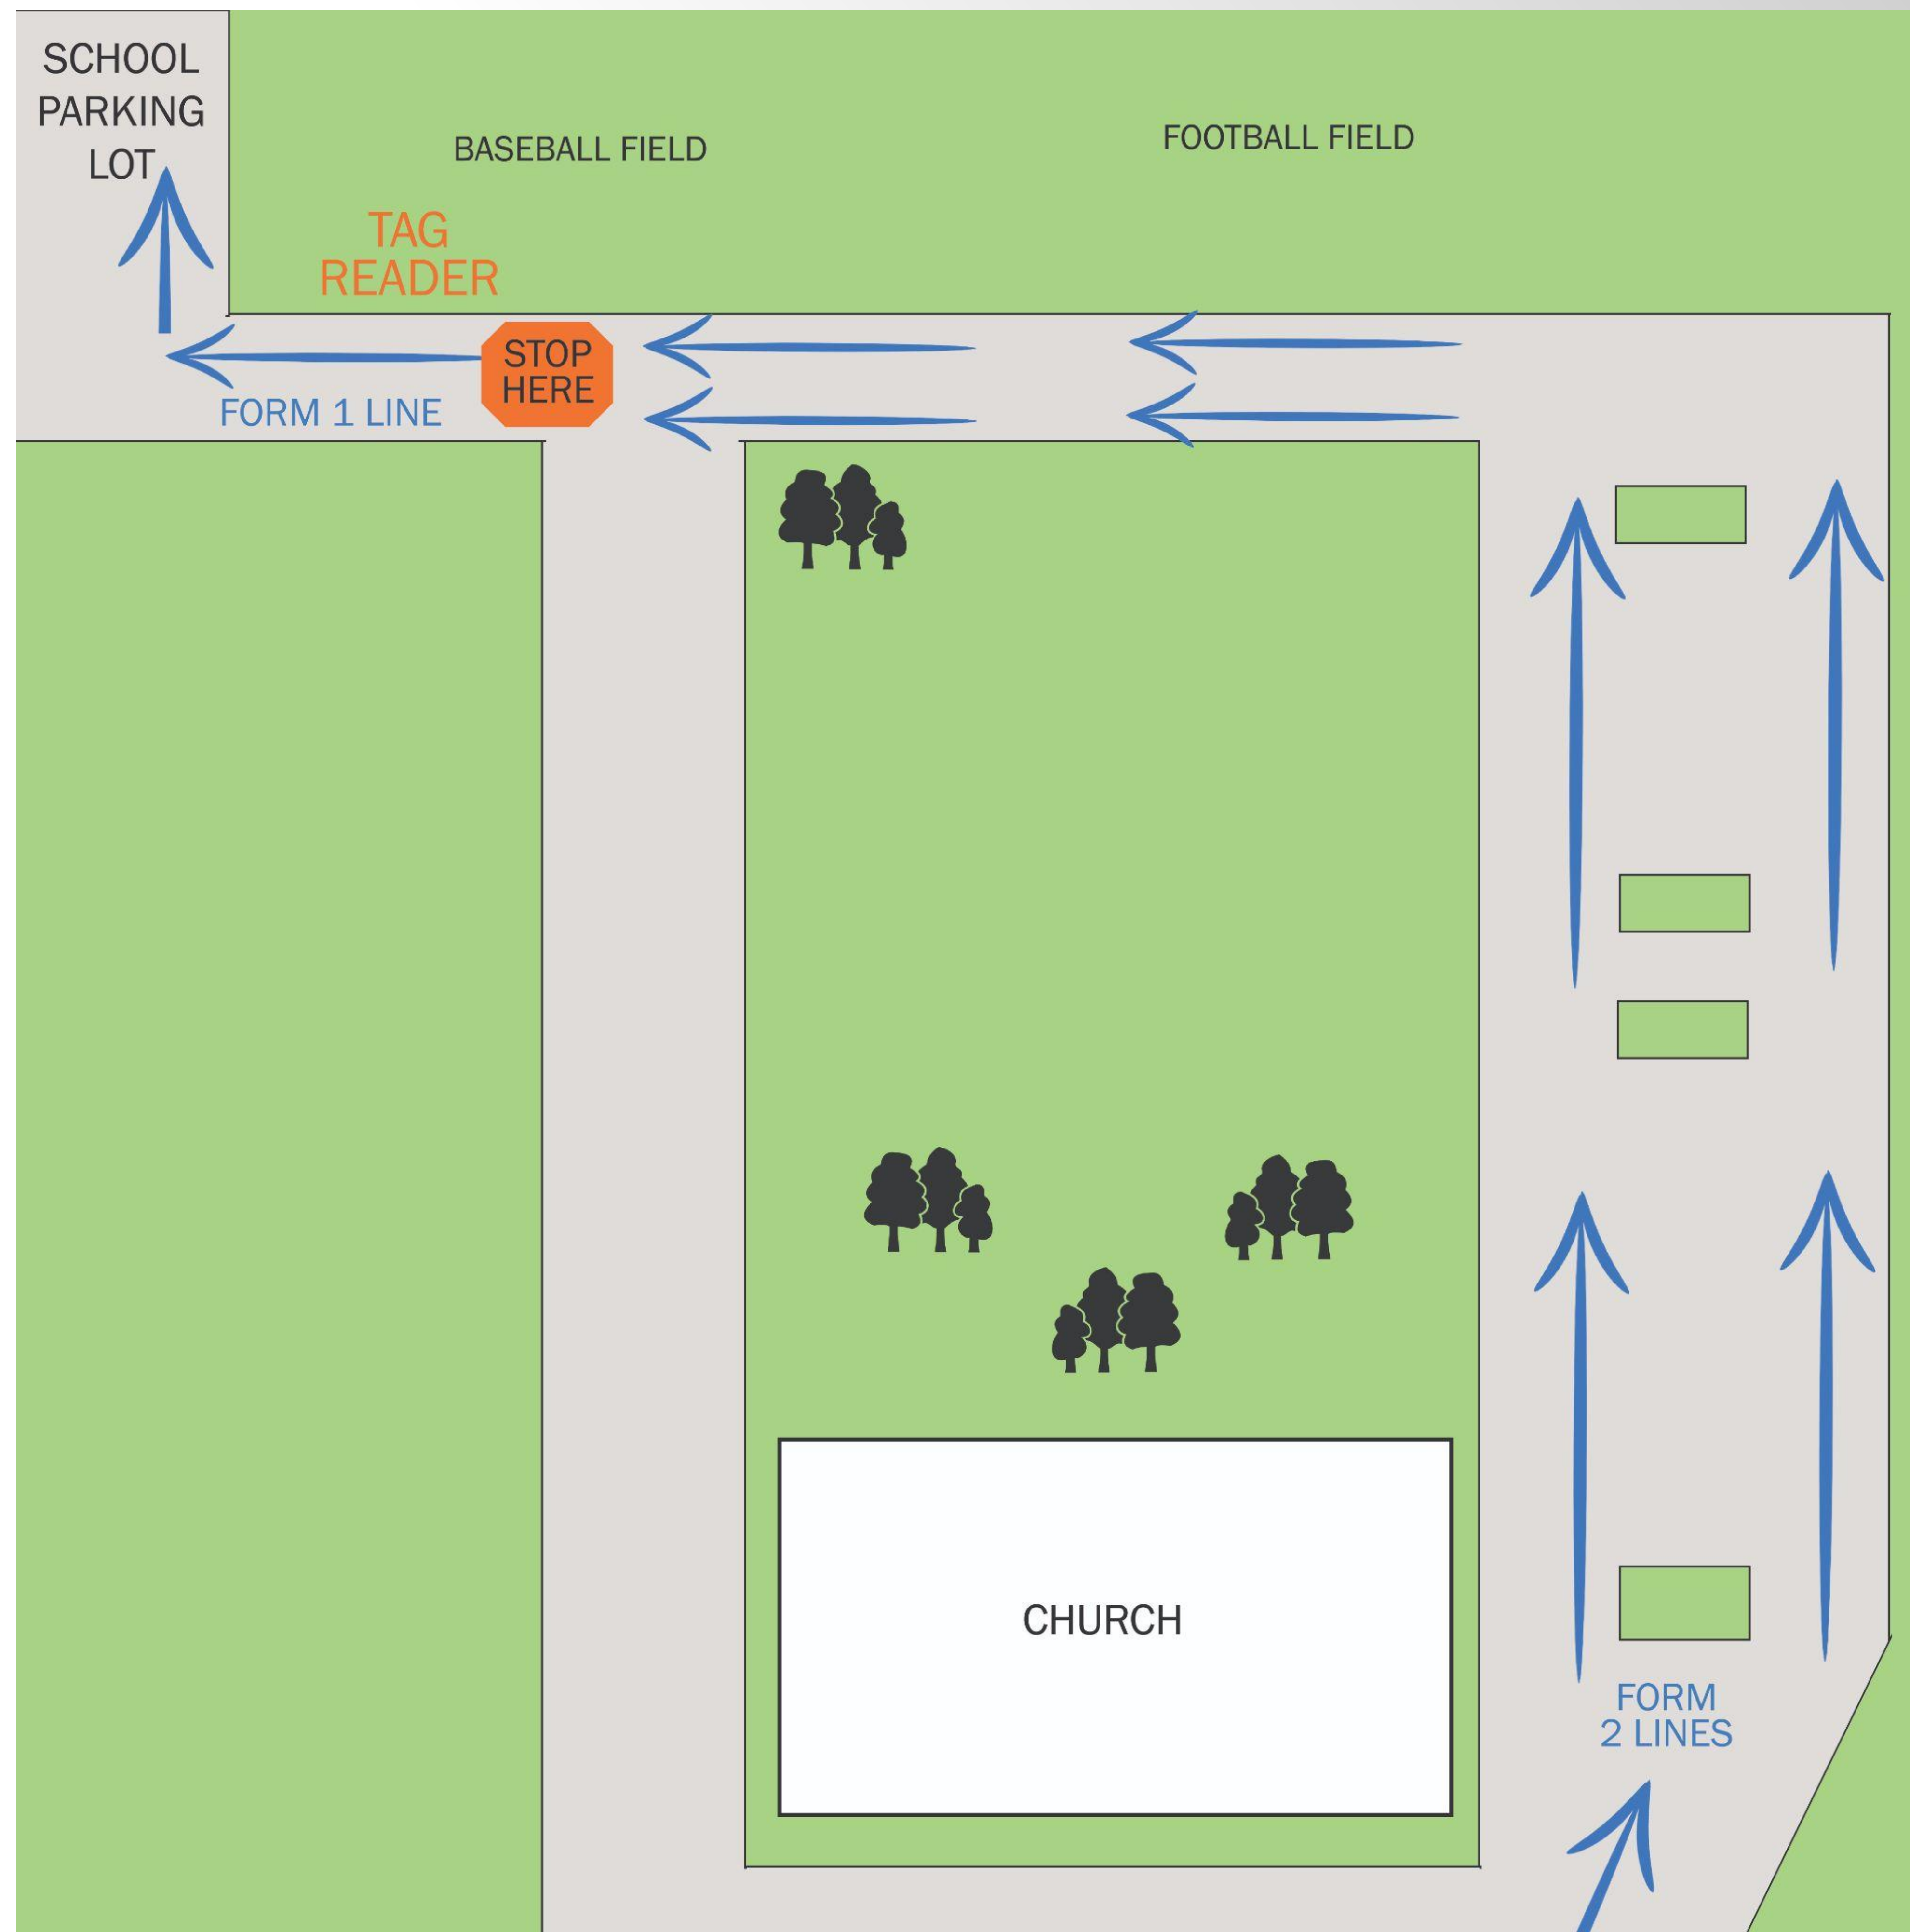 SCHOOL
PARKING
LOT
BASEBALL FIELD
FOOTBALL FIELD
TAG
READER
STOP
HERE
FORM 1 LINE
CHURCH
FORM
2 LINES